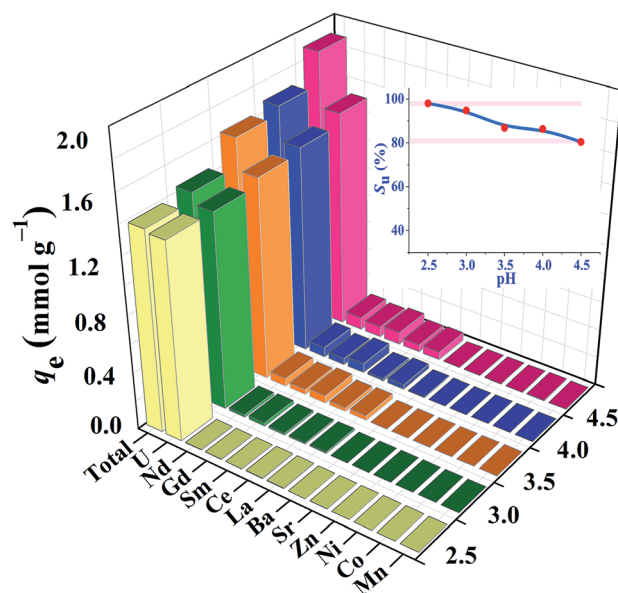 2.0
1.6
1.2
0.8
0.4
0.0
qe (mmol g−1)
Total
U
Nd
Gd
Sm
Ce
La
Ba
Sr
Zn
Ni
Co
Mn
2.5
3.0
3.5
4.0
4.5
100
80
60
40
Su (%)
2.5 3.0 3.5 4.0 4.5
pH